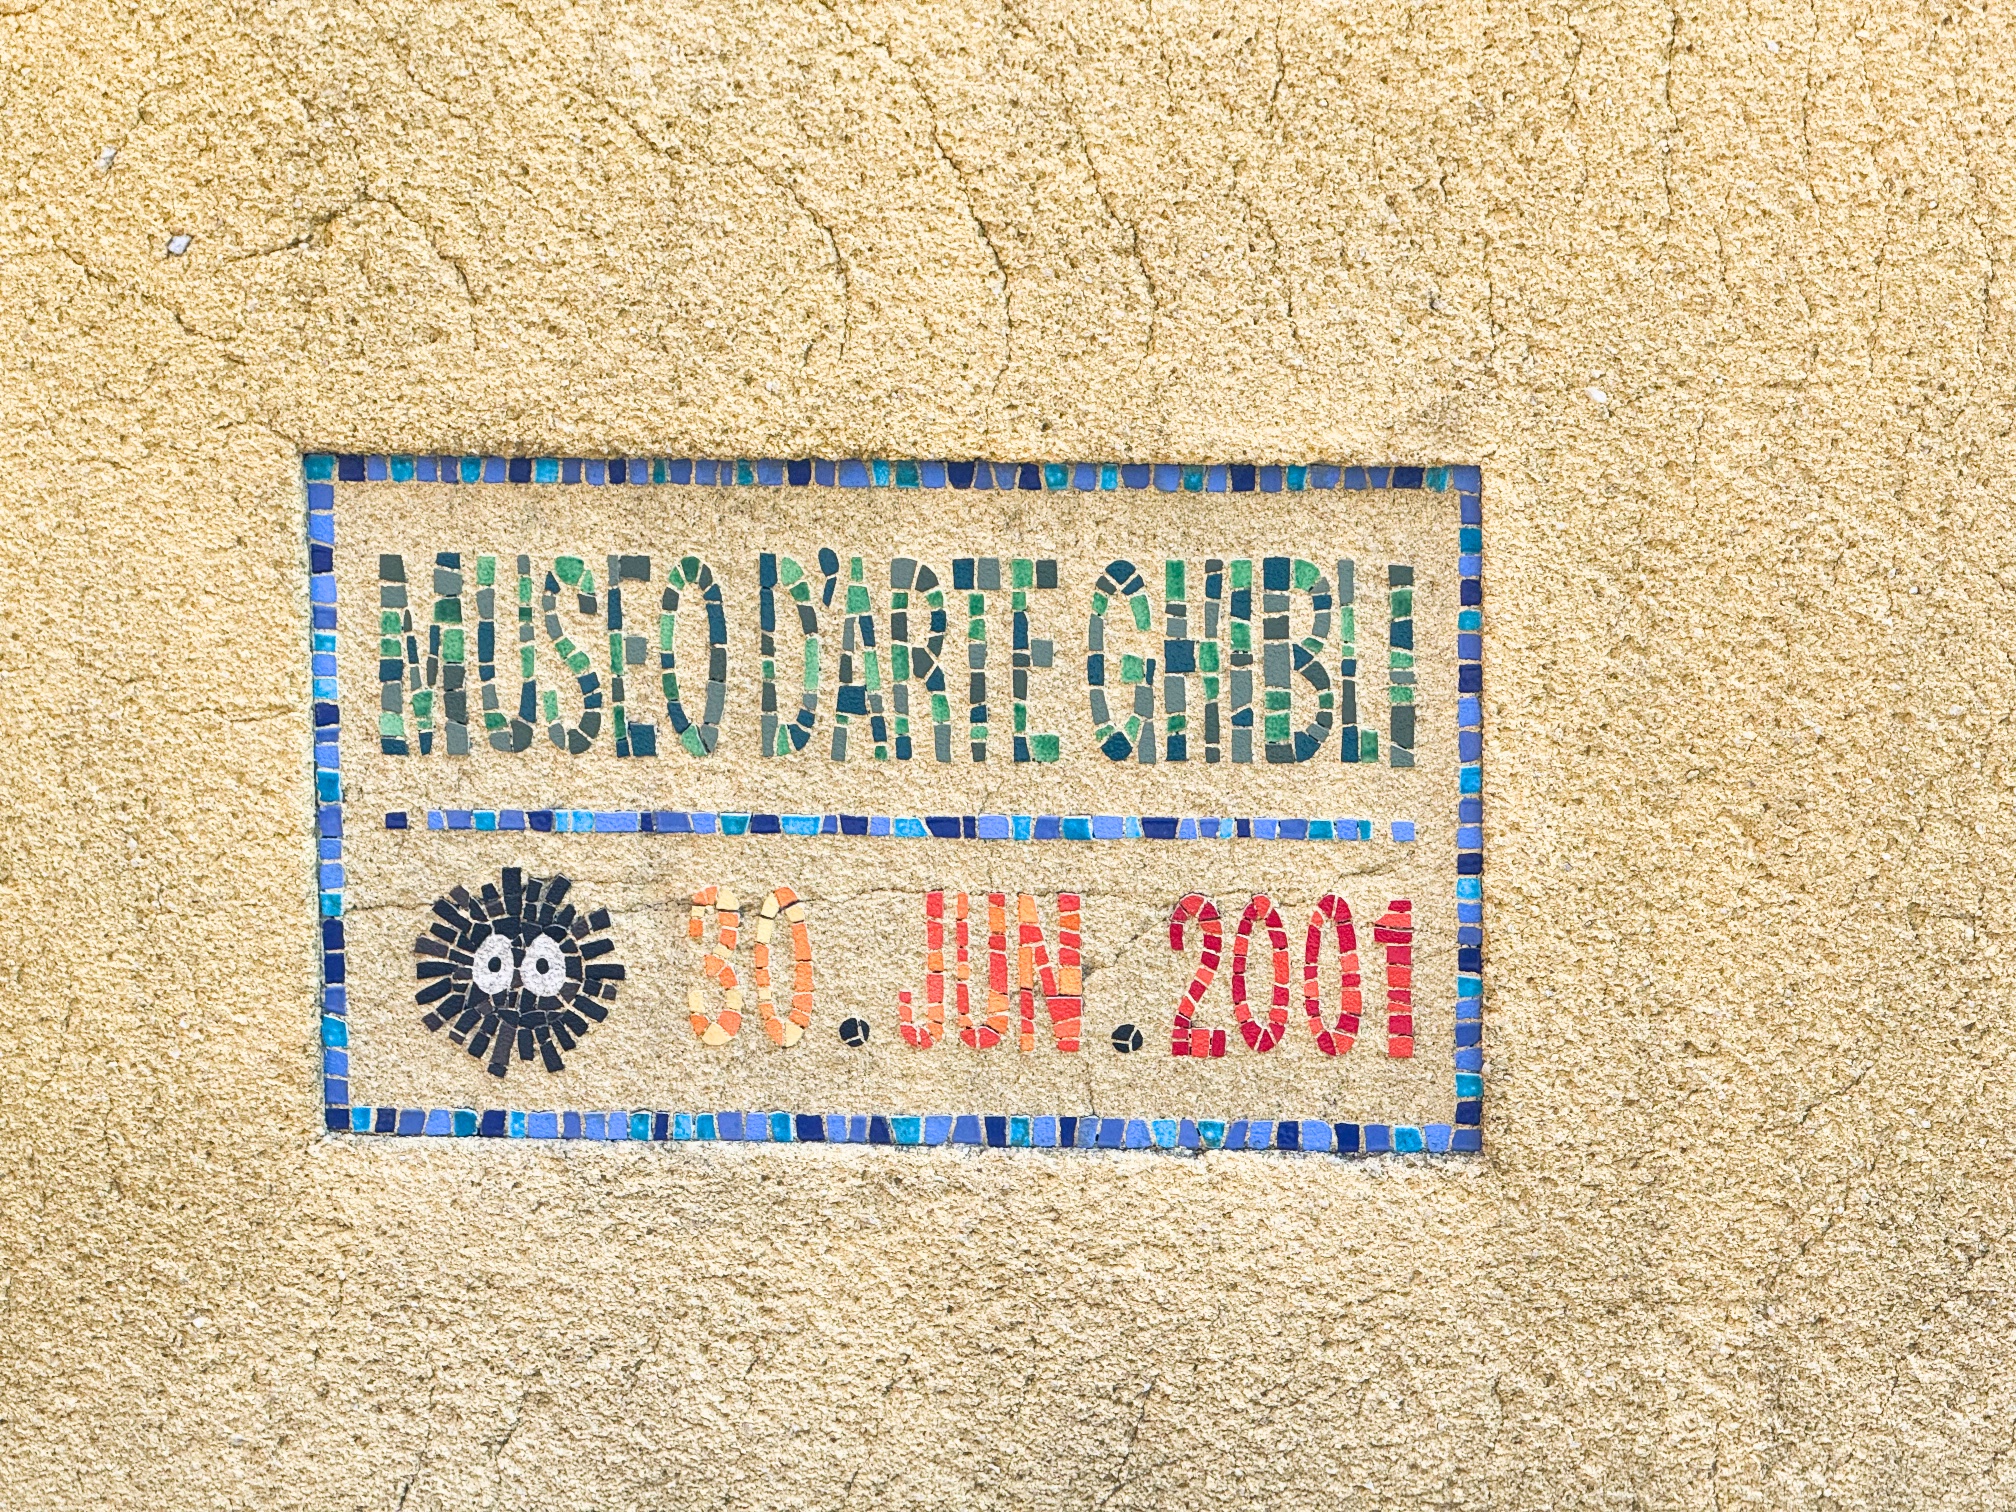 MUSEO D'ARTE GHIBLI
30.JUN.2001